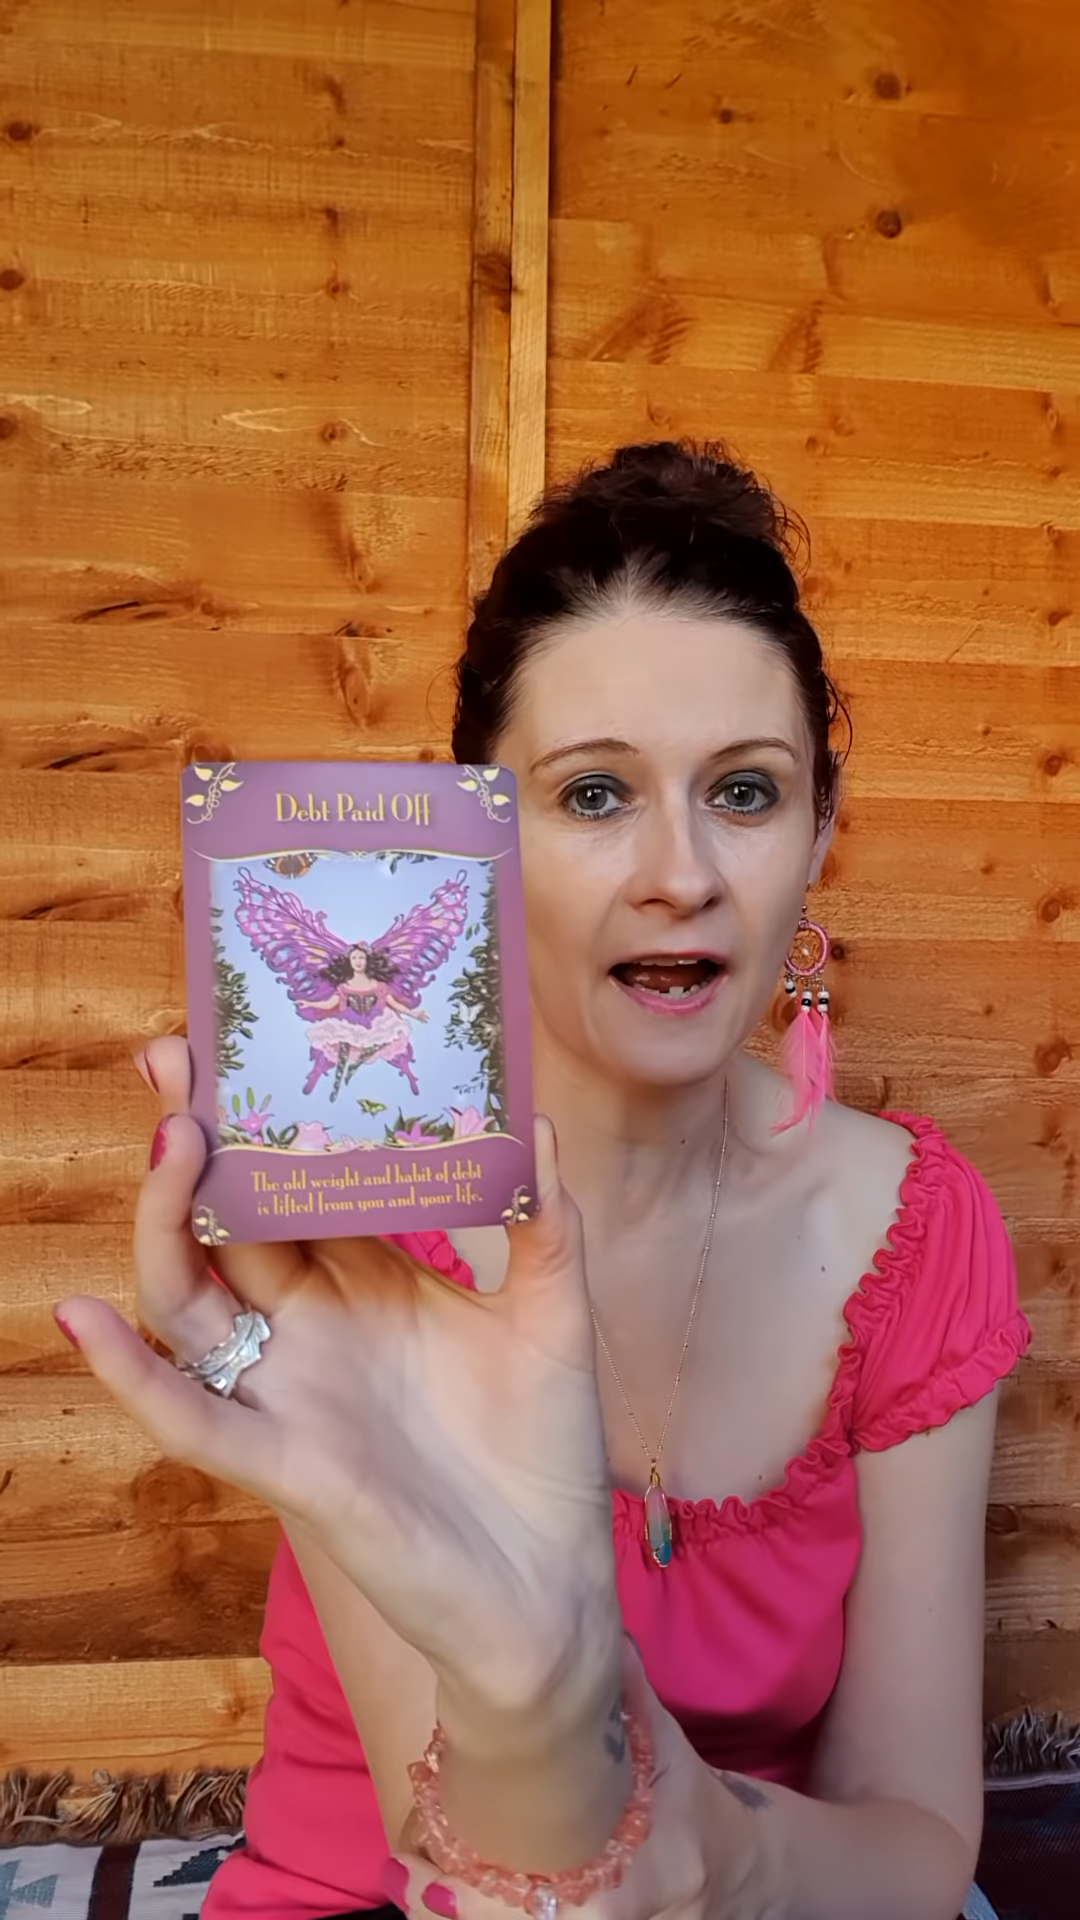 Debt Paid Off
The old weight and habit of debt
is lifted from you and your life.